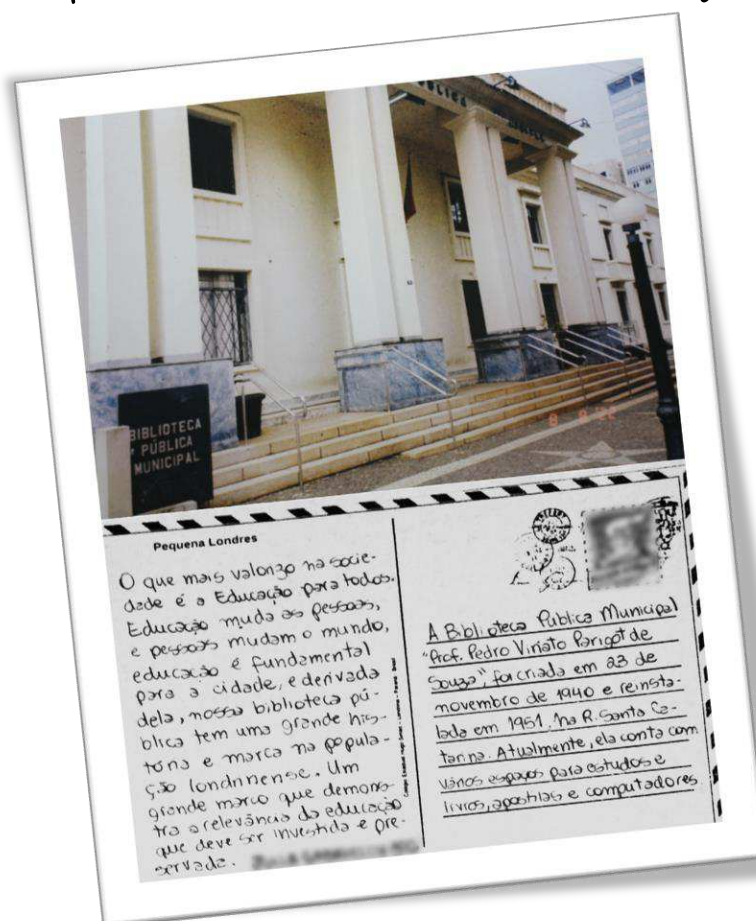 PÚBLICA
BIBLIOTECA
PÚBLICA
MUNICIPAL
Pequena Londres
O que mais valorizo na socie-
dade é a Educação para todos.
Educação muda as pessoas,
e pessoas mudam o mundo,
educação é fundamental
para a cidade, e derivada
dela, nossa biblioteca pú-
blica tem uma grande his-
tória e marca na popula-
ção londrinense. Um
grande marco que demons-
tra a relevância da educação
que deve ser investida e pre-
servada.
A Biblioteca Pública Municipal
"Prof. Pedro Viriato Parigot de
Souza", foi criada em 23 de
novembro de 1940 e reinsta-
lada em 1951, na R. Santa Ca-
tarina. Atualmente, ela conta com
vários espaços para estudos e
livros, apostilas e computadores.